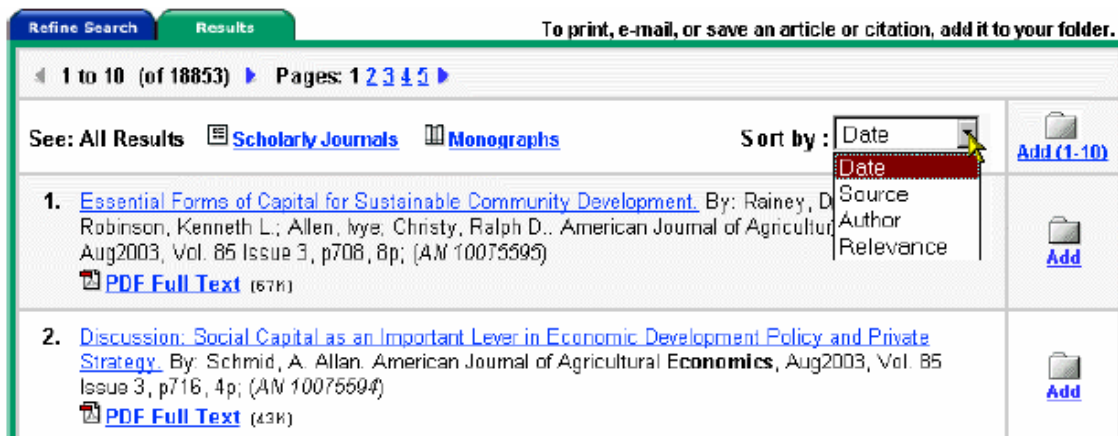 Refine Search Results To print, e-mail, or save an article or citation, add it to your folder.
1 to 10 (of 18853) Pages: 1 2 3 4 5
See: All Results Scholarly Journals Monographs Sort by : Date Add (1-10)
Date
Source
Author
Relevance
1. Essential Forms of Capital for Sustainable Community Development. By: Rainey, D
Robinson, Kenneth L.; Allen, Ivye; Christy, Ralph D.. American Journal of Agricultur
Aug2003, Vol. 85 Issue 3, p708, 8p; (AN 10075595)
Add
PDF Full Text (67K)
2. Discussion: Social Capital as an Important Lever in Economic Development Policy and Private
Strategy. By: Schmid, A. Allan. American Journal of Agricultural Economics, Aug2003, Vol. 85
Issue 3, p716, 4p; (AN 10075594)
Add
PDF Full Text (43K)